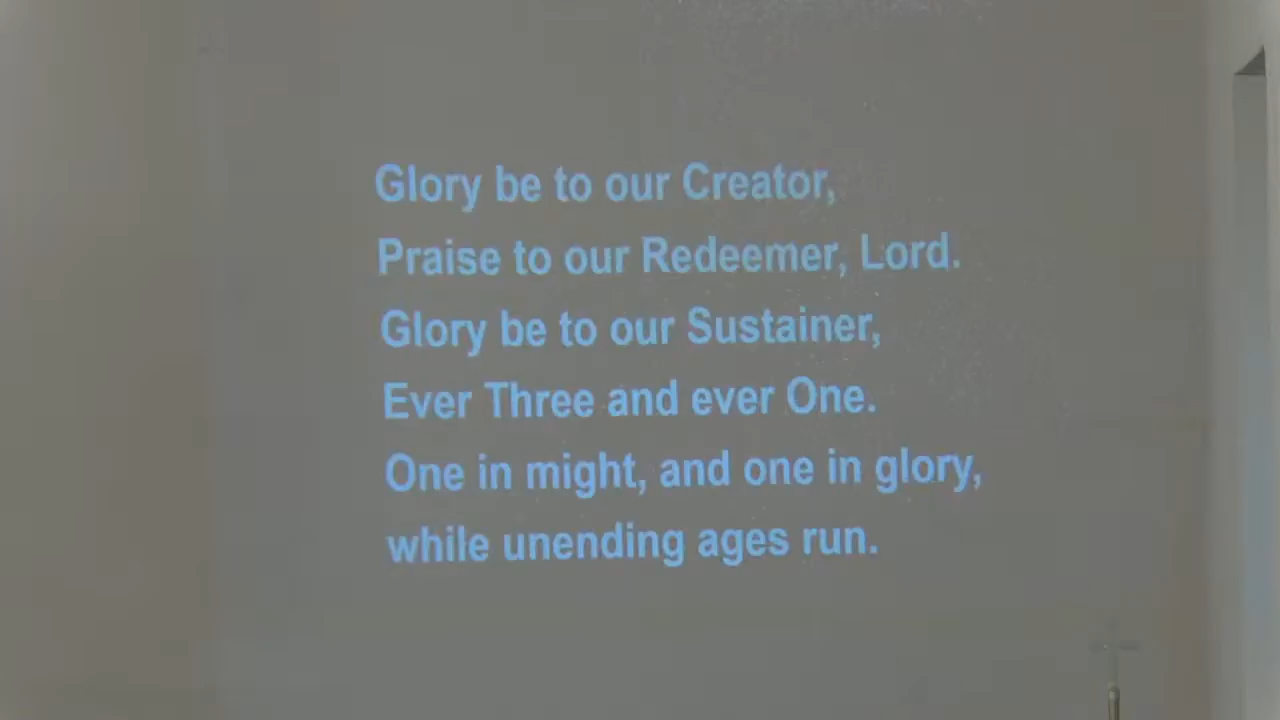 Glory be to our Creator,
Praise to our Redeemer, Lord.
Glory be to our Sustainer,
Ever Three and ever One.
One in might, and one in glory,
while unending ages run.